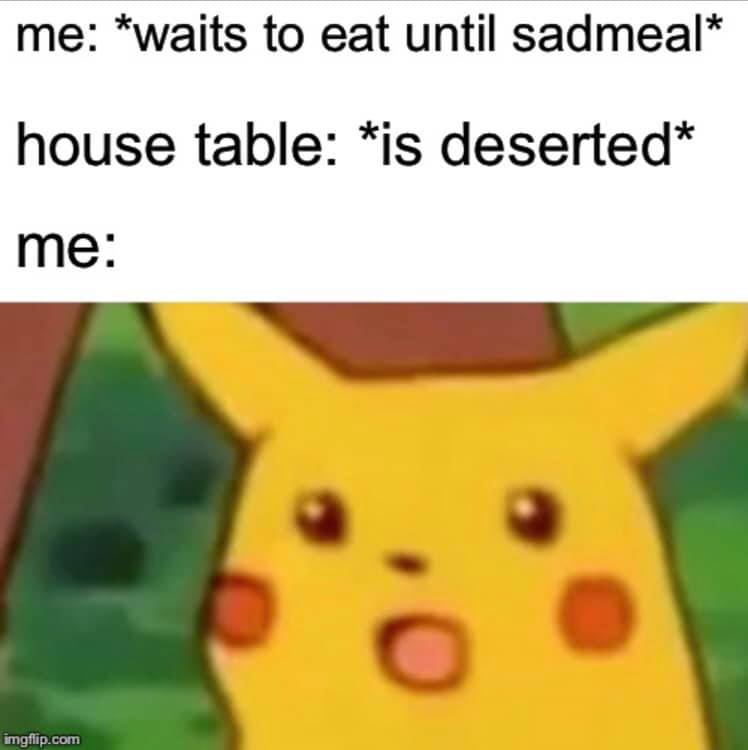 me: *waits to eat until sadmeal*
house table: *is deserted*
me:
imgflip.com